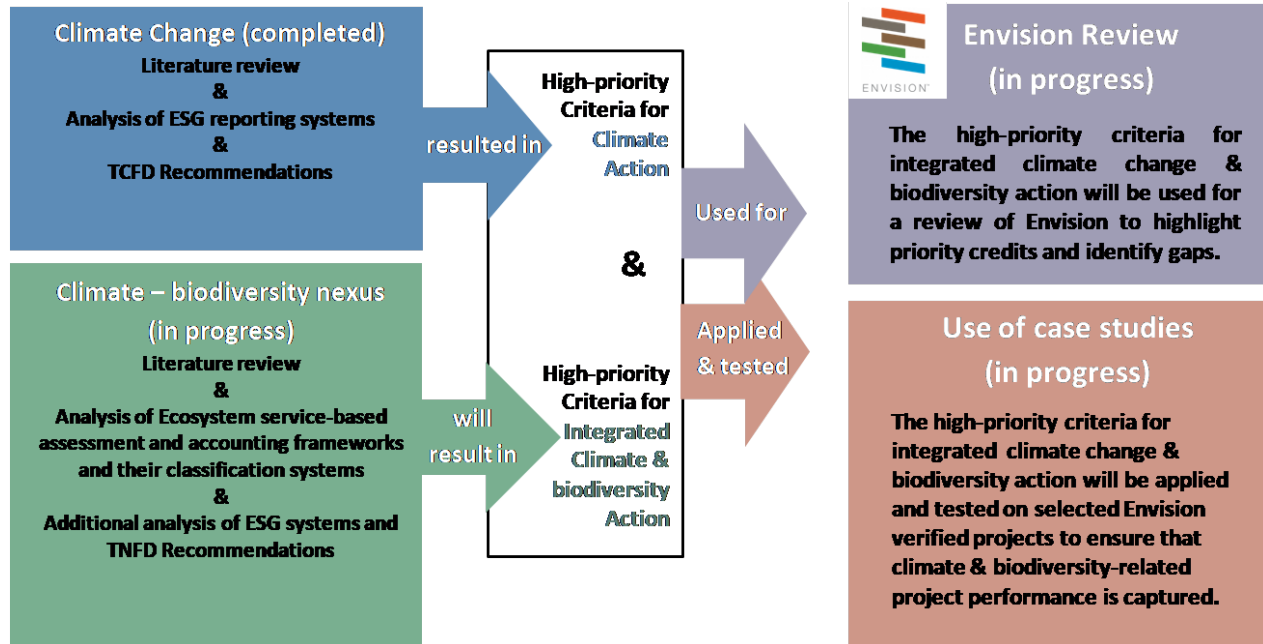 Climate Change (completed)
Literature review
&
Analysis of ESG reporting systems
&
TCFD Recommendations
resulted in
High-priority
Criteria for
Climate
Action
&
Climate – biodiversity nexus
(in progress)
Literature review
&
Analysis of Ecosystem service-based
assessment and accounting frameworks
and their classification systems
&
Additional analysis of ESG systems and
TNFD Recommendations
will
result in
High-priority
Criteria for
Integrated
Climate &
biodiversity
Action
Used for
Applied
& tested
ENVISION™
Envision Review
(in progress)
The high-priority criteria for
integrated climate change &
biodiversity action will be used for
a review of Envision to highlight
priority credits and identify gaps.
Use of case studies
(in progress)
The high-priority criteria for
integrated climate change &
biodiversity action will be applied
and tested on selected Envision
verified projects to ensure that
climate & biodiversity-related
project performance is captured.